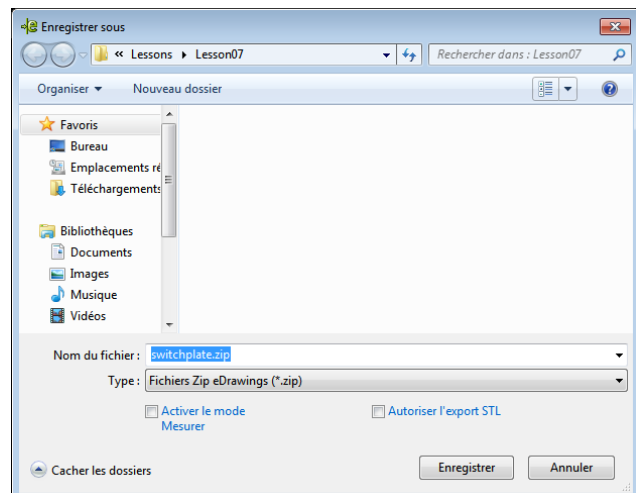 Enregistrer sous
« Lessons Lesson07
Rechercher dans : Lesson07
Organiser Nouveau dossier
Favoris
Bureau
Emplacements ré
Téléchargements
Bibliothèques
Documents
Images
Musique
Vidéos
Nom du fichier : switchplate.zip
Type : Fichiers Zip eDrawings (*.zip)
Activer le mode Autoriser l'export STL
Mesurer
Cacher les dossiers Enregistrer Annuler